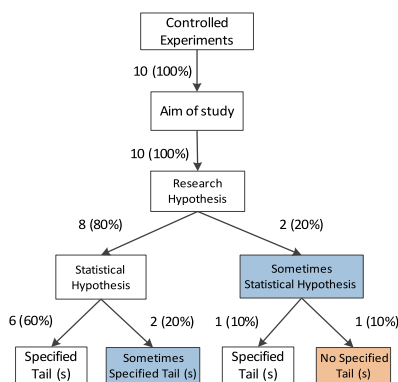 Controlled
Experiments
10 (100%)
Aim of study
10 (100%)
Research
Hypothesis
8 (80%)
2 (20%)
Statistical
Hypothesis
Sometimes
Statistical Hypothesis
6 (60%)
2 (20%)
1 (10%)
1 (10%)
Specified
Tail (s)
Sometimes
Specified Tail (s)
Specified
Tail (s)
No Specified
Tail (s)